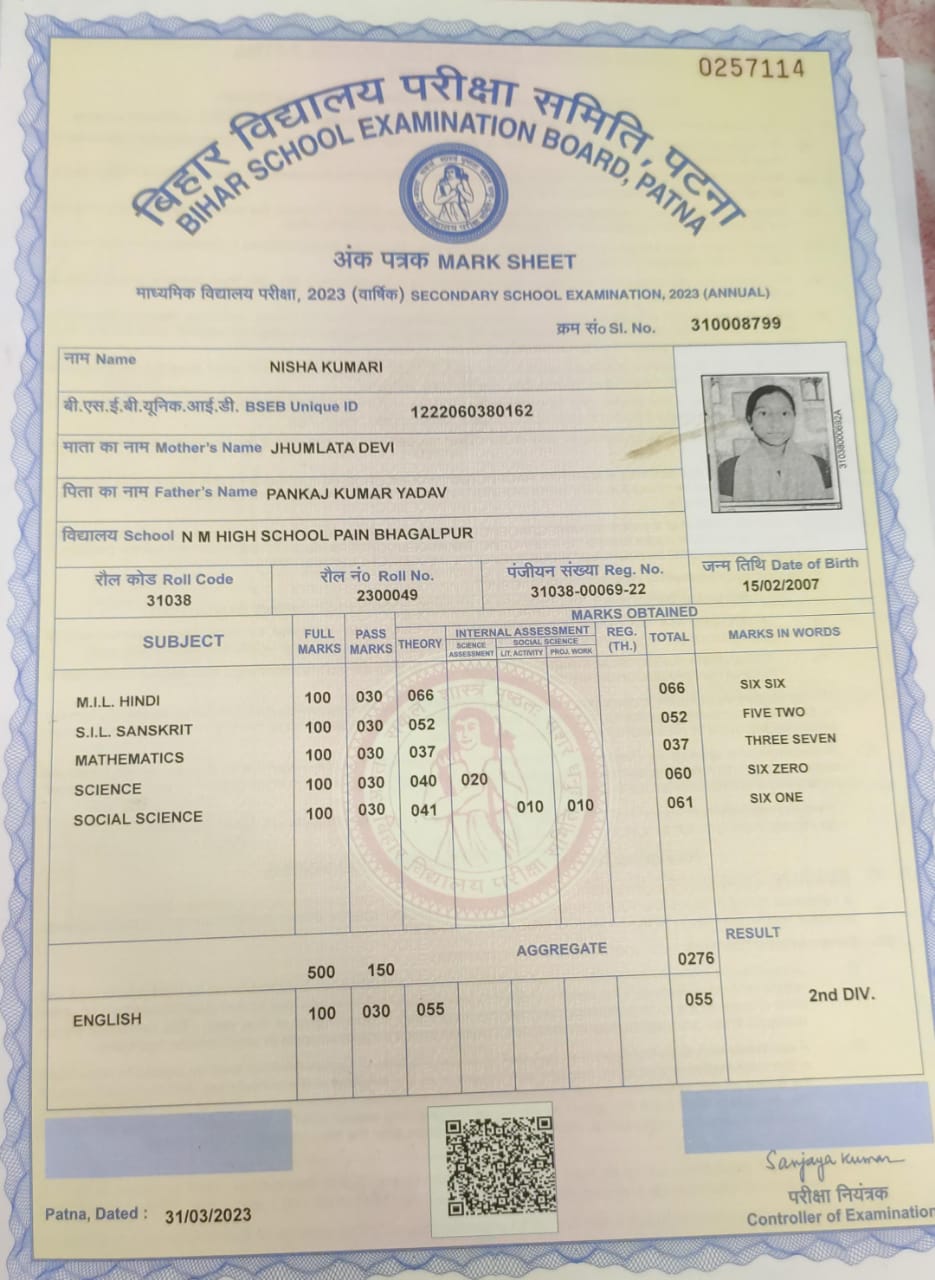 0257114
बिहार विद्यालय परीक्षा समिति, पटना
BIHAR SCHOOL EXAMINATION BOARD, PATNA
अंक पत्रक MARK SHEET
माध्यमिक विद्यालय परीक्षा, 2023 (वार्षिक) SECONDARY SCHOOL EXAMINATION, 2023 (ANNUAL)
क्रम सं० Sl. No. 310008799
नाम Name NISHA KUMARI
बी.एस.ई.बी.यूनिक.आई.डी. BSEB Unique ID 1222060380162
माता का नाम Mother's Name JHUMLATA DEVI
पिता का नाम Father's Name PANKAJ KUMAR YADAV
विद्यालय School N M HIGH SCHOOL PAIN BHAGALPUR
रौल कोड Roll Code रौल नं० Roll No. पंजीयन संख्या Reg. No. जन्म तिथि Date of Birth
31038 2300049 31038-00069-22 15/02/2007
MARKS OBTAINED
SUBJECT FULL MARKS PASS MARKS THEORY INTERNAL ASSESSMENT REG. (TH.) TOTAL MARKS IN WORDS
SCIENCE ASSESSMENT SOCIAL SCIENCE
LIT. ACTIVITY PROJ. WORK
M.I.L. HINDI 100 030 066 066 SIX SIX
S.I.L. SANSKRIT 100 030 052 052 FIVE TWO
MATHEMATICS 100 030 037 037 THREE SEVEN
SCIENCE 100 030 040 020 060 SIX ZERO
SOCIAL SCIENCE 100 030 041 010 010 061 SIX ONE
500 150 AGGREGATE 0276 RESULT
ENGLISH 100 030 055 055 2nd DIV.
Sanjaya Kumar
परीक्षा नियंत्रक
Patna, Dated : 31/03/2023 Controller of Examination